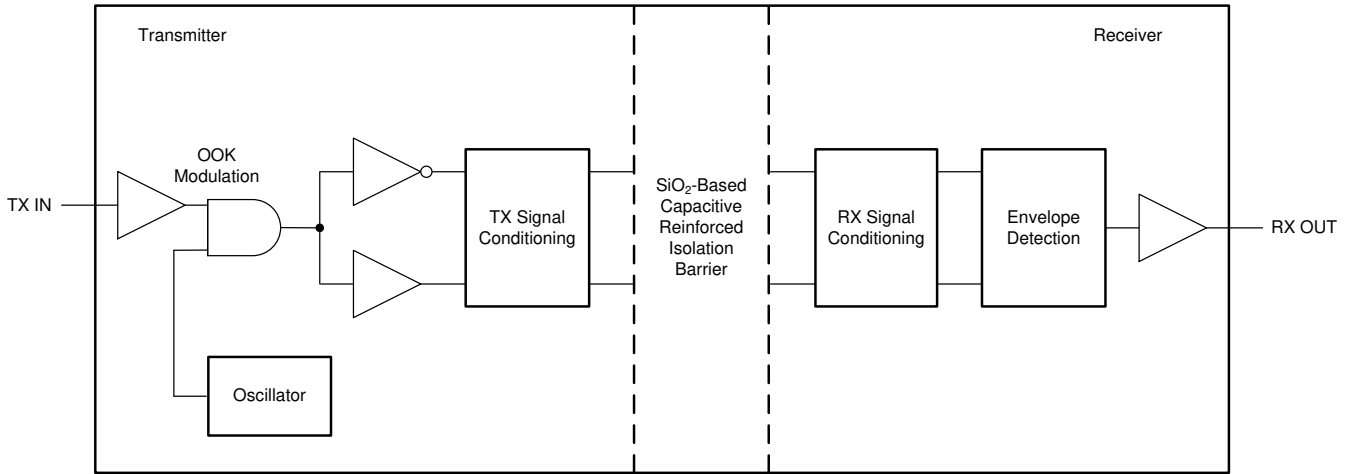 Transmitter
Receiver
OOK
Modulation
TX IN
TX Signal
Conditioning
SiO₂-Based
Capacitive
Reinforced
Isolation
Barrier
RX Signal
Conditioning
Envelope
Detection
RX OUT
Oscillator